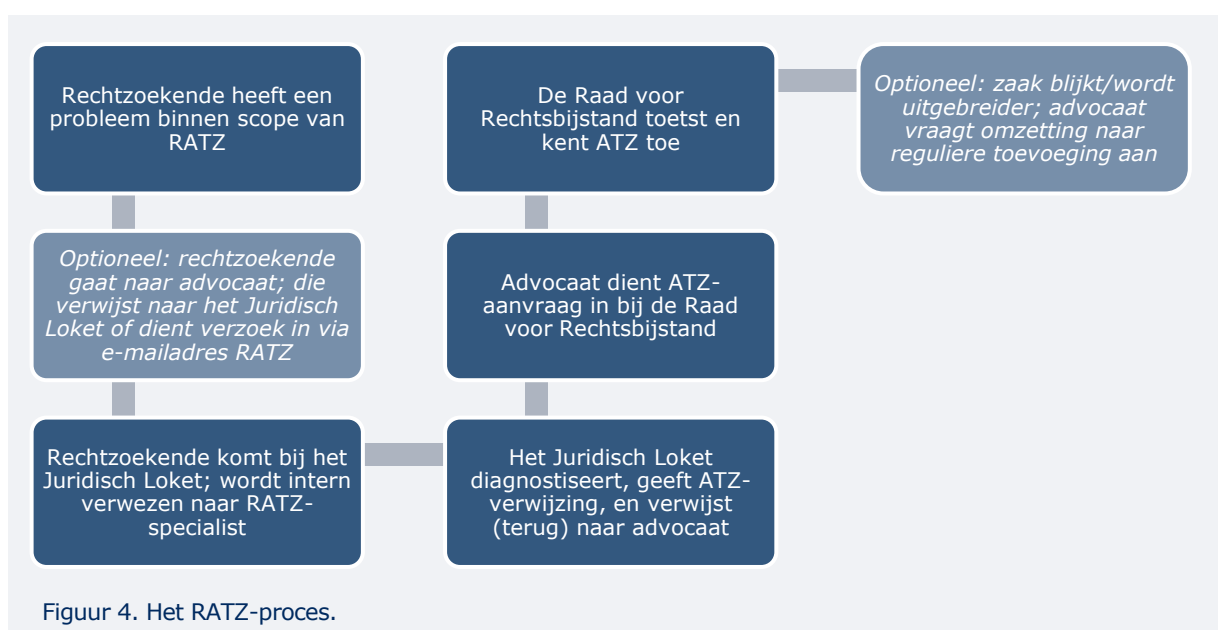 Rechtzoekende heeft een
probleem binnen scope van
RATZ
Optioneel: rechtzoekende
gaat naar advocaat; die
verwijst naar het Juridisch
Loket of dient verzoek in via
e-mailadres RATZ
Rechtzoekende komt bij het
Juridisch Loket; wordt intern
verwezen naar RATZ-
specialist
Het Juridisch Loket
diagnostiseert, geeft ATZ-
verwijzing, en verwijst
(terug) naar advocaat
Advocaat dient ATZ-
aanvraag in bij de Raad
voor Rechtsbijstand
De Raad voor
Rechtsbijstand toetst en
kent ATZ toe
Optioneel: zaak blijkt/wordt
uitgebreider; advocaat
vraagt omzetting naar
reguliere toevoeging aan
Figuur 4. Het RATZ-proces.